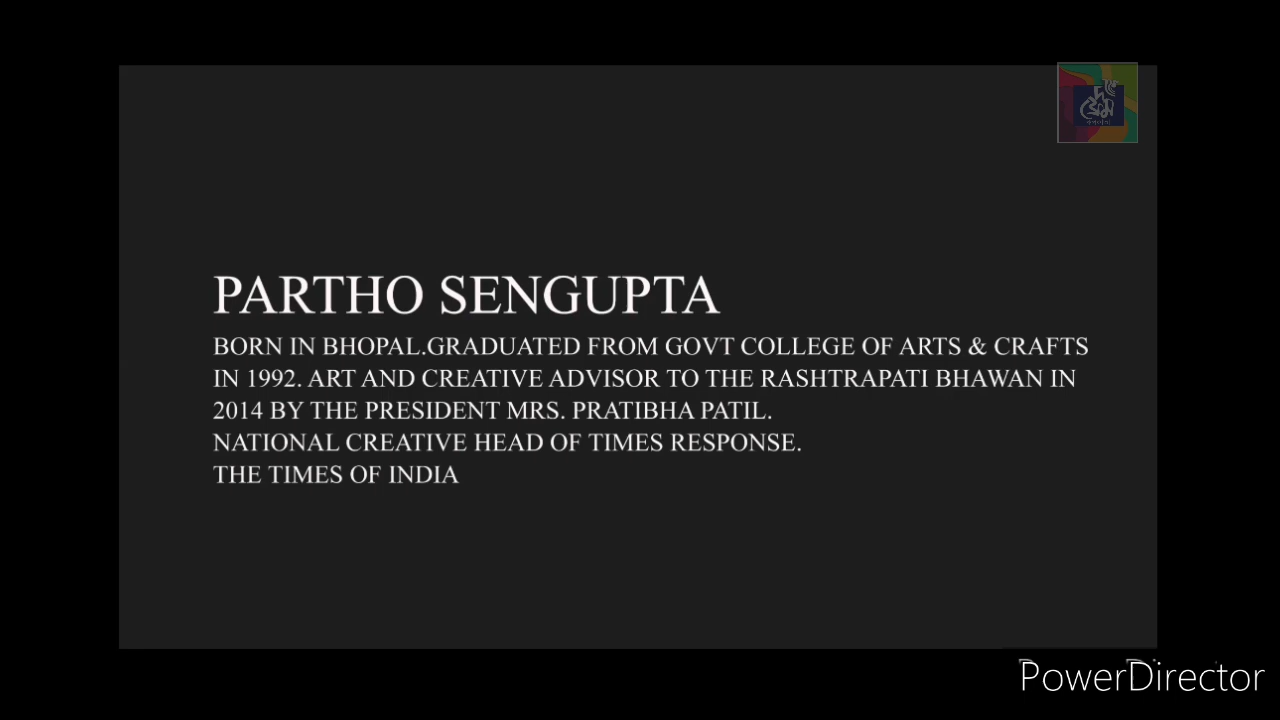 PARTHO SENGUPTA
BORN IN BHOPAL.GRADUATED FROM GOVT COLLEGE OF ARTS & CRAFTS
IN 1992. ART AND CREATIVE ADVISOR TO THE RASHTRAPATI BHAWAN IN
2014 BY THE PRESIDENT MRS. PRATIBHA PATIL.
NATIONAL CREATIVE HEAD OF TIMES RESPONSE.
THE TIMES OF INDIA
PowerDirector